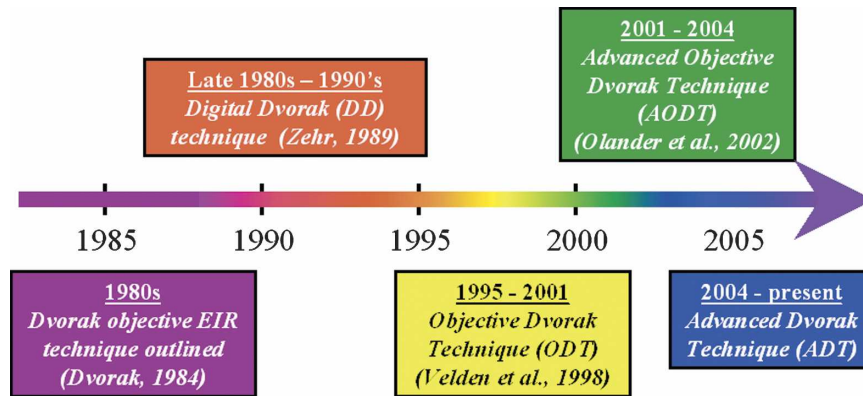 Late 1980s – 1990's
Digital Dvorak (DD)
technique (Zehr, 1989)
2001 - 2004
Advanced Objective
Dvorak Technique
(AODT)
(Olander et al., 2002)
1985
1990
1995
2000
2005
1980s
Dvorak objective EIR
technique outlined
(Dvorak, 1984)
1995 - 2001
Objective Dvorak
Technique (ODT)
(Velden et al., 1998)
2004 - present
Advanced Dvorak
Technique (ADT)